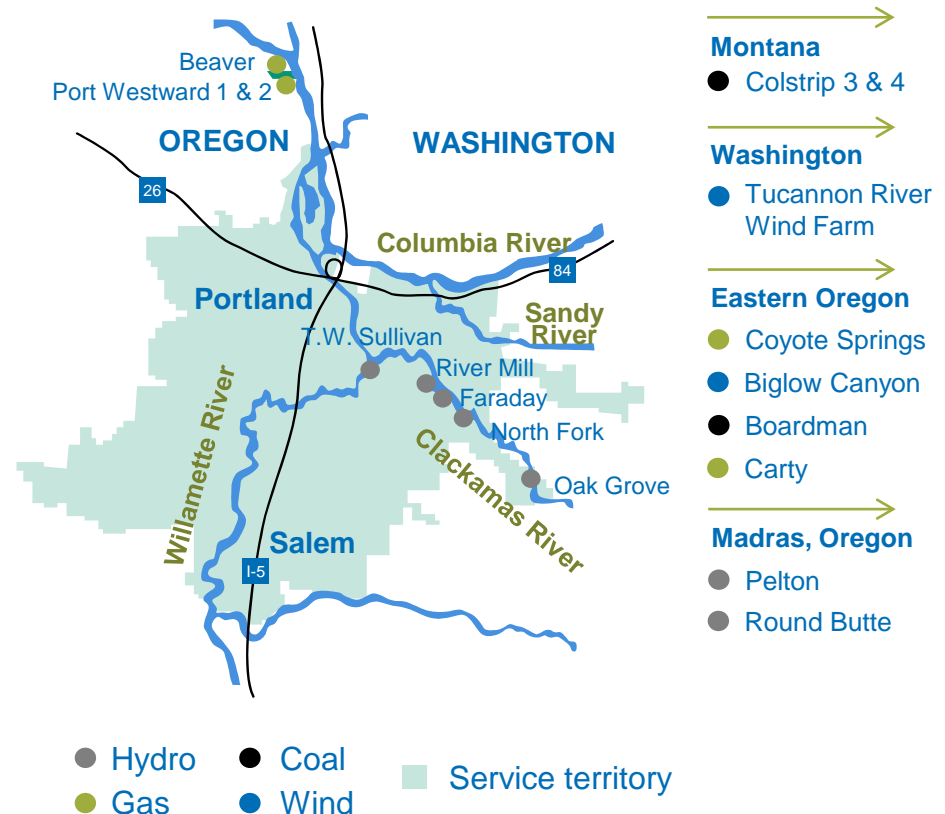 Beaver
Port Westward 1 & 2
OREGON
WASHINGTON
26
Columbia River
84
Portland
Sandy
River
T.W. Sullivan
River Mill
Faraday
North Fork
Willamette River
Clackamas River
Oak Grove
Salem
I-5
Montana
Colstrip 3 & 4
Washington
Tucannon River
Wind Farm
Eastern Oregon
Coyote Springs
Biglow Canyon
Boardman
Carty
Madras, Oregon
Pelton
Round Butte
Hydro
Coal
Service territory
Gas
Wind